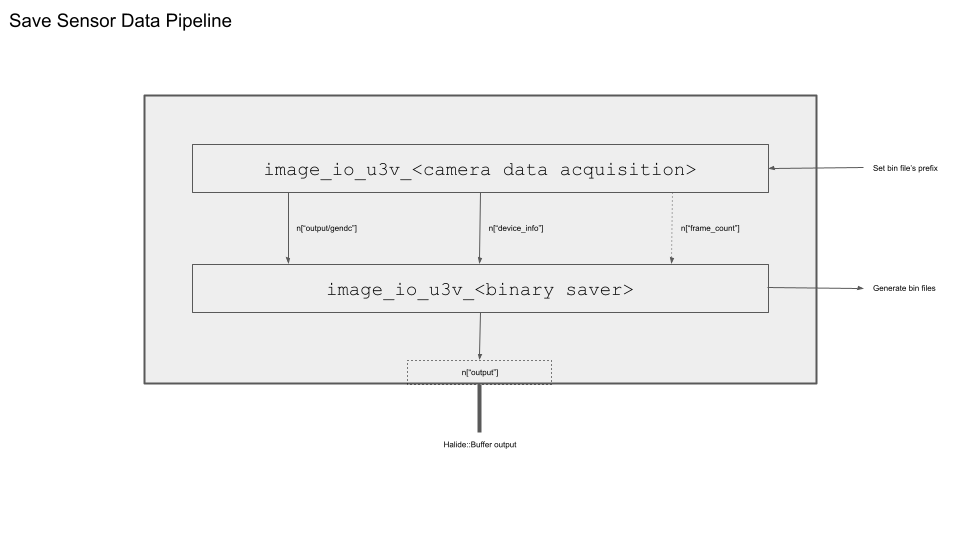 Save Sensor Data Pipeline
image_io_u3v_<camera data acquisition>
Set bin file's prefix
n["output/gendc"]
n["device_info"]
n["frame_count"]
image_io_u3v_<binary saver>
Generate bin files
n["output"]
Halide::Buffer output